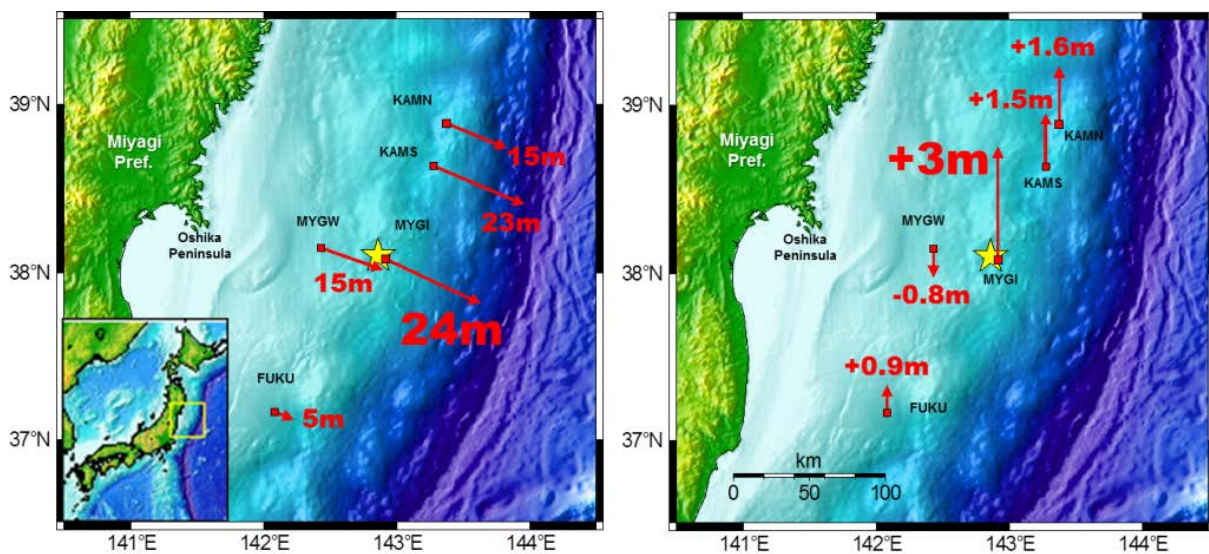 39°N
38°N
37°N
141°E
142°E
143°E
144°E
Miyagi
Pref.
Oshika
Peninsula
KAMN
15m
KAMS
23m
MYGW
MYGI
15m
24m
FUKU
5m
39°N
38°N
37°N
141°E
142°E
143°E
144°E
Miyagi
Pref.
Oshika
Peninsula
+1.6m
+1.5m
KAMN
+3m
KAMS
MYGW
MYGI
-0.8m
+0.9m
FUKU
km
0 50 100